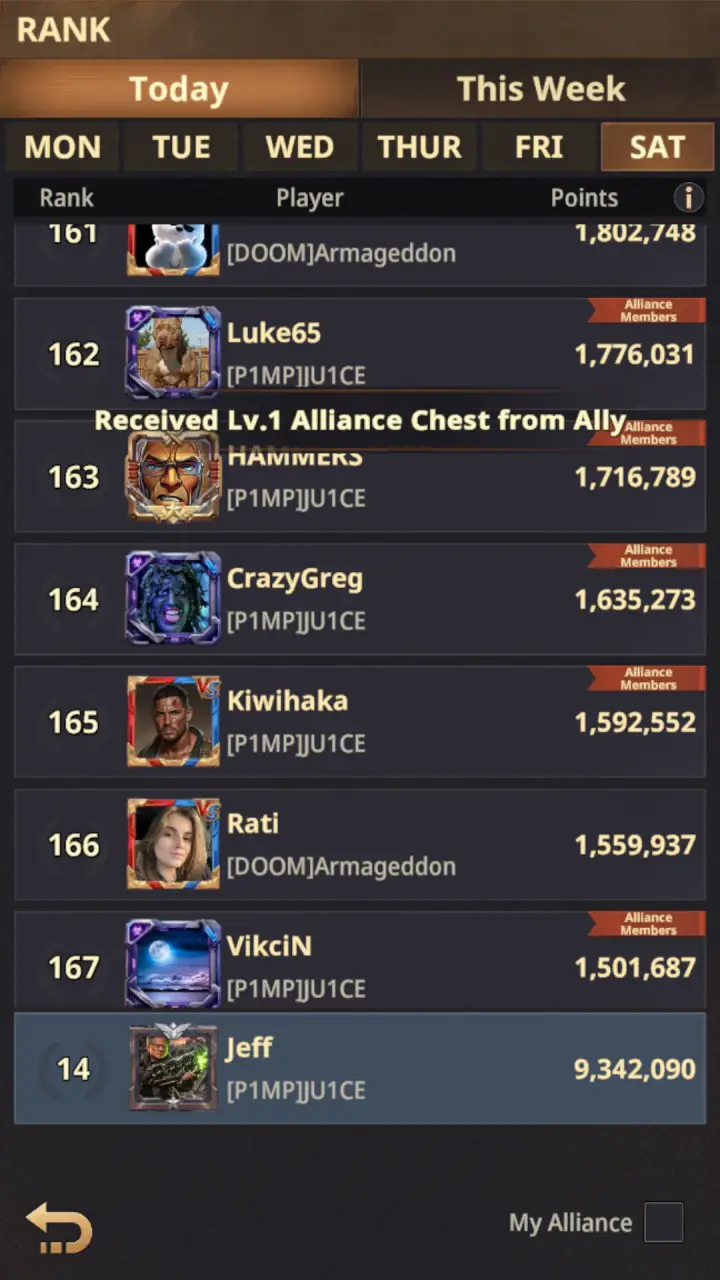 RANK
Today
This Week
MON
TUE
WED
THUR
FRI
SAT
Rank
Player
Points
i
161
[DOOM]Armageddon
1,802,748
162
Luke65
[P1MP]JU1CE
Alliance
Members
1,776,031
Received Lv.1 Alliance Chest from Ally
163
HAMMERS
[P1MP]JU1CE
Alliance
Members
1,716,789
164
CrazyGreg
[P1MP]JU1CE
Alliance
Members
1,635,273
165
VS
Kiwihaka
[P1MP]JU1CE
Alliance
Members
1,592,552
166
VS
Rati
[DOOM]Armageddon
1,559,937
167
VikciN
[P1MP]JU1CE
Alliance
Members
1,501,687
14
Jeff
[P1MP]JU1CE
9,342,090
My Alliance